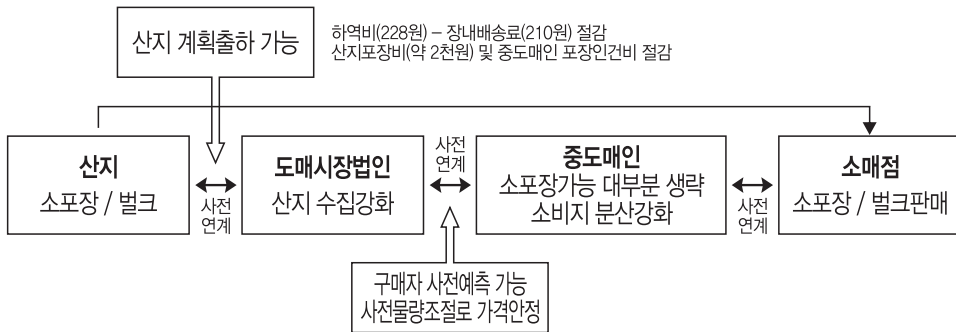 산지 계획출하 가능
하역비(228원) – 장내배송료(210원) 절감
산지포장비(약 2천원) 및 중도매인 포장인건비 절감
산지
소포장 / 벌크
사전
연계
도매시장법인
산지 수집강화
사전
연계
중도매인
소포장가능 대부분 생략
소비지 분산강화
사전
연계
소매점
소포장 / 벌크판매
구매자 사전예측 가능
사전물량조절로 가격안정